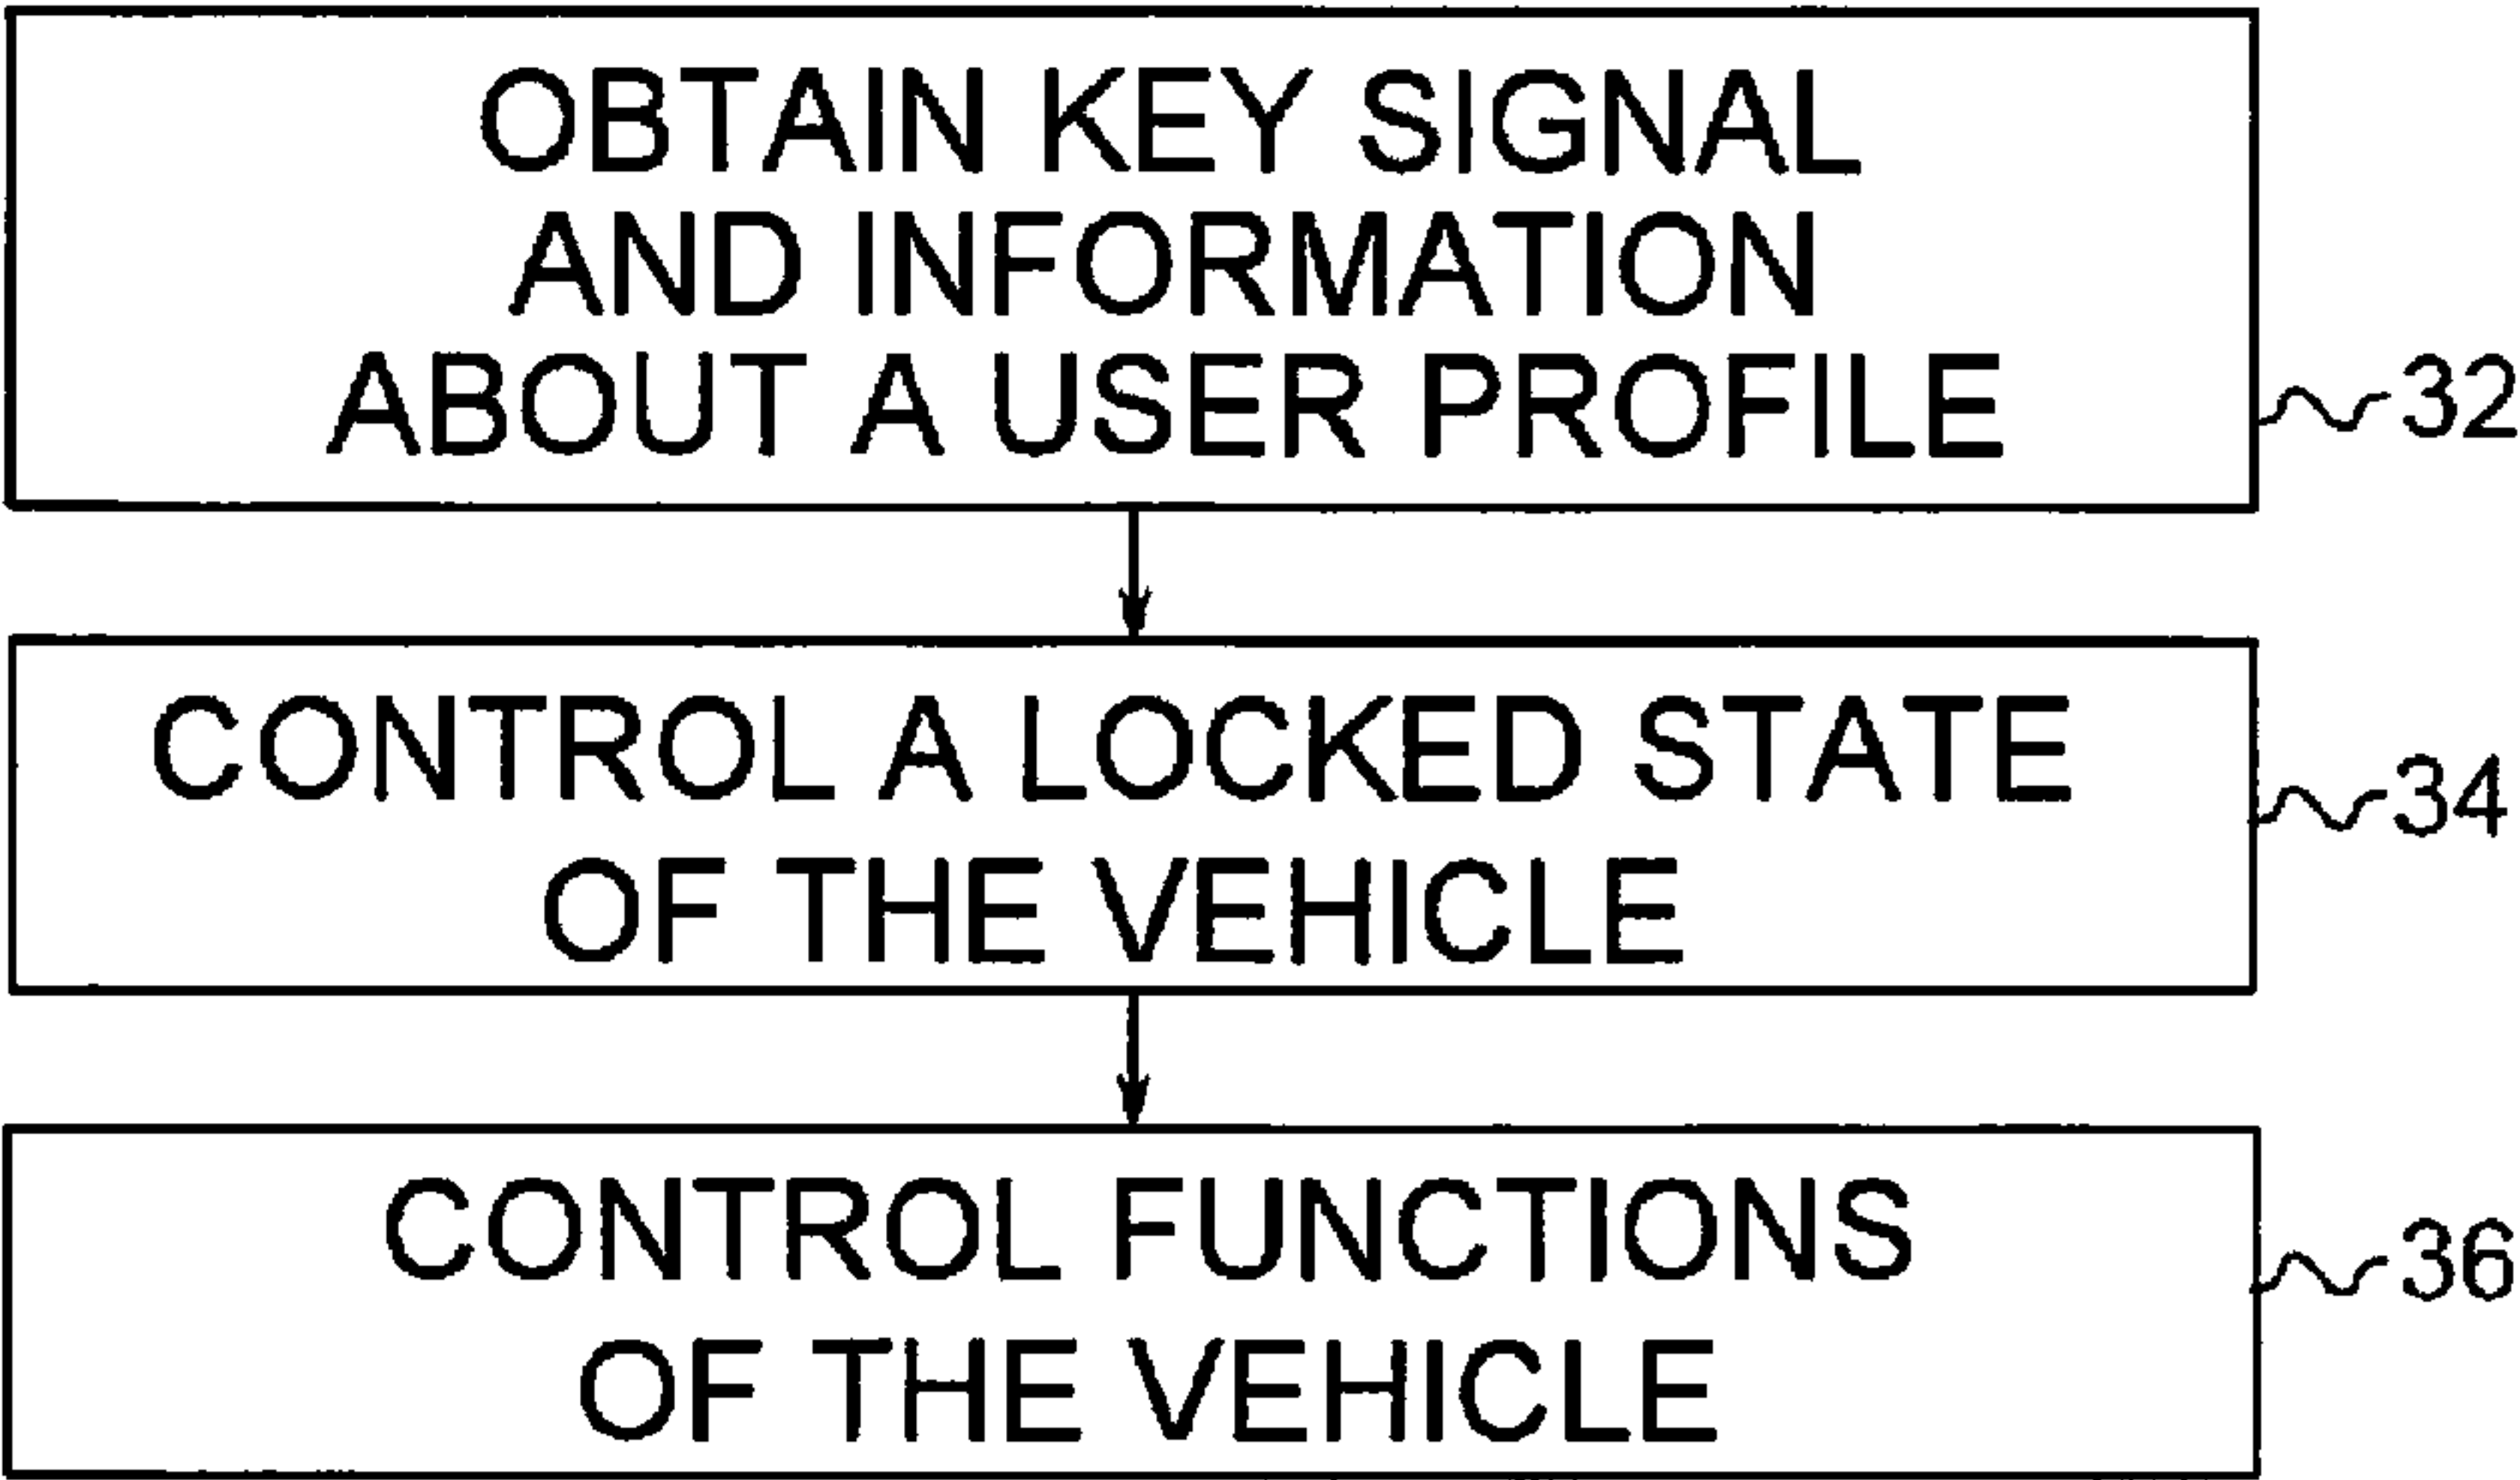 OBTAIN KEY SIGNAL
AND INFORMATION
ABOUT A USER PROFILE
32
CONTROL A LOCKED STATE
OF THE VEHICLE
34
CONTROL FUNCTIONS
OF THE VEHICLE
36